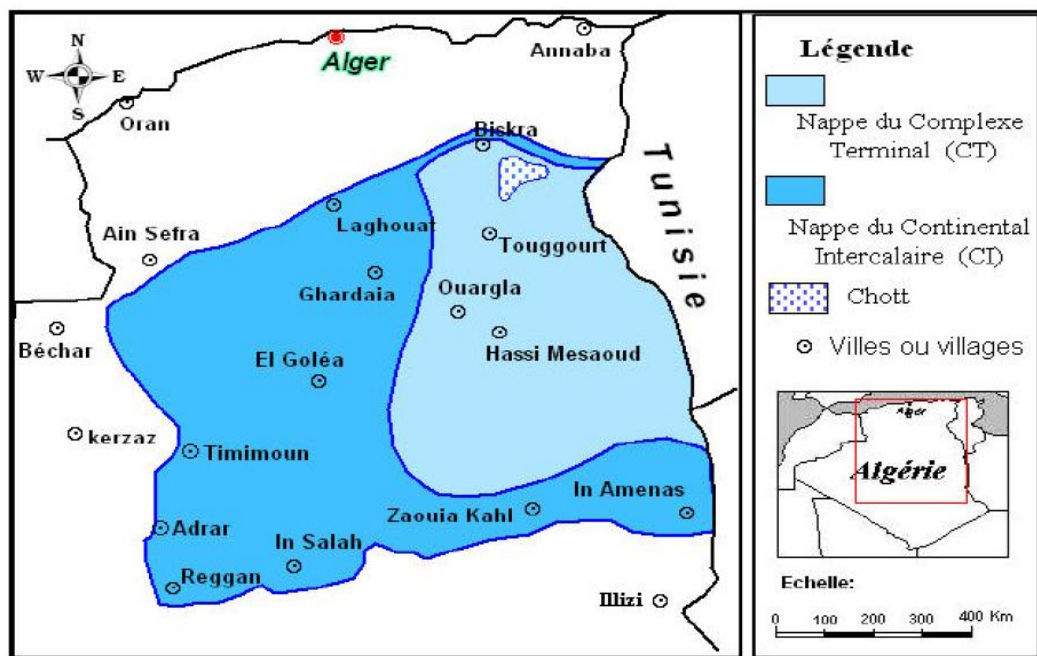 N
W
E
S
Alger
Annaba
Oran
Biskra
Tunisie
Laghouat
Ain Sefra
Touggourt
Ghardaia
Ouargla
Béchar
Hassi Mesaoud
El Goléa
kerzaz
Timimoun
In Amenas
Zaouia Kahl
Adrar
In Salah
Reggan
Illizi
Légende
Nappe du Complexe
Terminal (CT)
Nappe du Continental
Intercalaire (CI)
Chott
Villes ou villages
Alger
Algérie
Echelle:
0 100 200 300 400 Km